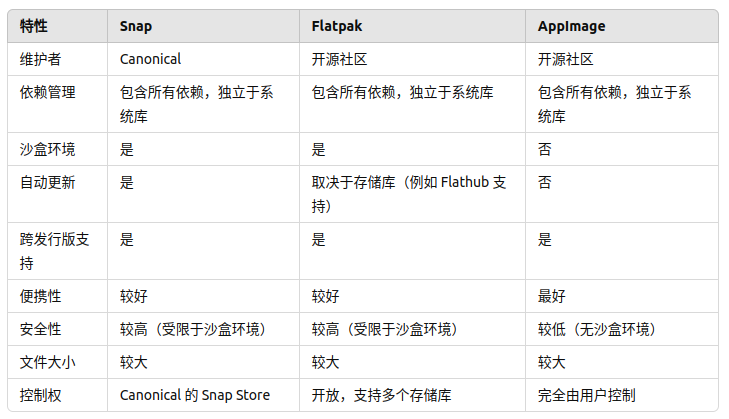 特性 Snap Flatpak AppImage
维护者 Canonical 开源社区 开源社区
依赖管理 包含所有依赖，独立于系 包含所有依赖，独立于系统库 包含所有依赖，独立于系
统库 统库
沙盒环境 是 是 否
自动更新 是 取决于存储库（例如 Flathub 支 否
持）
跨发行版支 是 是 是
持
便携性 较好 较好 最好
安全性 较高（受限于沙盒环境） 较高（受限于沙盒环境） 较低（无沙盒环境）
文件大小 较大 较大 较大
控制权 Canonical 的 Snap Store 开放，支持多个存储库 完全由用户控制